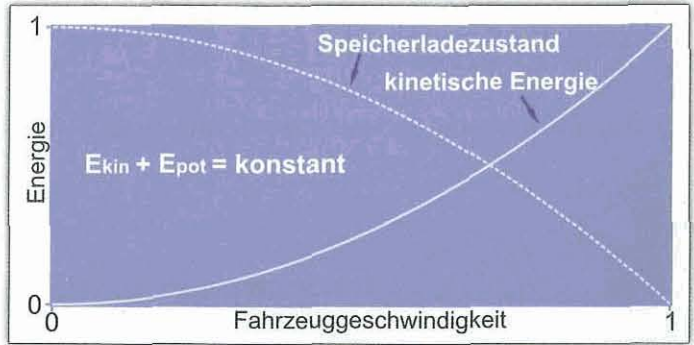 1
Speicherladezustand
kinetische Energie
Energie
Ekin + Epot = konstant
0
0
Fahrzeuggeschwindigkeit
1